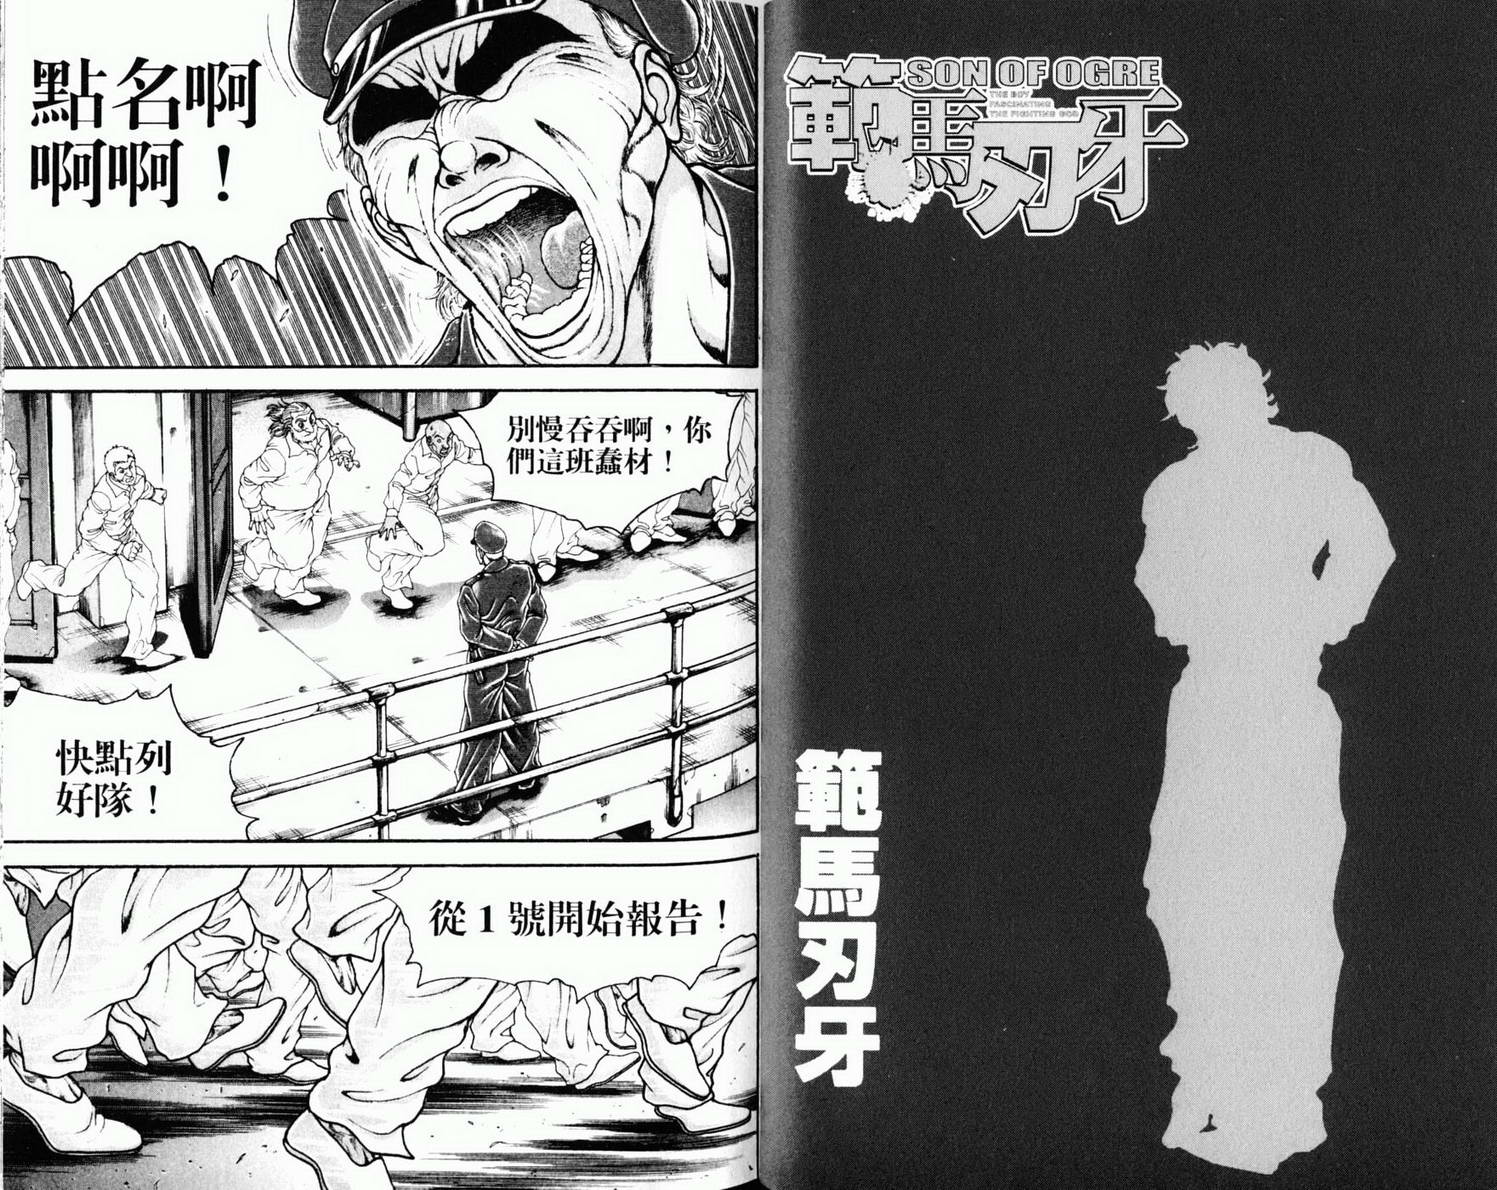 範馬刃牙
SON OF OGRE
THE BOY
FASCINATING
THE FIGHTING GOD
範馬刃牙
點名啊
啊啊！
別慢吞吞啊，你
們這班蠢材！
快點列
好隊！
從1號開始報告！